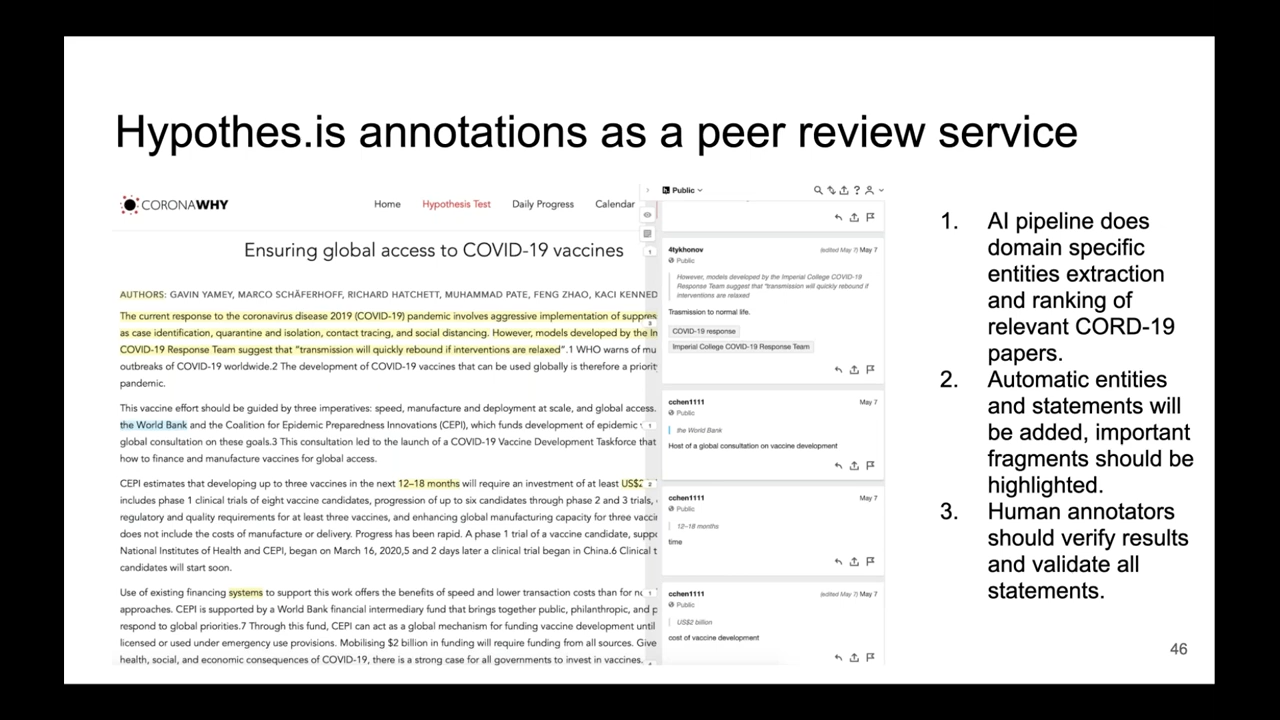 Hypothes.is annotations as a peer review service
CORONAWHY
Home Hypothesis Test Daily Progress Calendar
Ensuring global access to COVID-19 vaccines
AUTHORS: GAVIN YAMEY, MARCO SCHÄFERHOFF, RICHARD HATCHETT, MUHAMMAD PATE, FENG ZHAO, KACI KENNED
The current response to the coronavirus disease 2019 (COVID-19) pandemic involves aggressive implementation of suppres
as case identification, quarantine and isolation, contact tracing, and social distancing. However, models developed by the Im
COVID-19 Response Team suggest that “transmission will quickly rebound if interventions are relaxed”.1 WHO warns of mu
outbreaks of COVID-19 worldwide.2 The development of COVID-19 vaccines that can be used globally is therefore a priorit
pandemic.
This vaccine effort should be guided by three imperatives: speed, manufacture and deployment at scale, and global access.
the World Bank and the Coalition for Epidemic Preparedness Innovations (CEPI), which funds development of epidemic
global consultation on these goals.3 This consultation led to the launch of a COVID-19 Vaccine Development Taskforce that
how to finance and manufacture vaccines for global access.
CEPI estimates that developing up to three vaccines in the next 12–18 months will require an investment of at least US$2
includes phase 1 clinical trials of eight vaccine candidates, progression of up to six candidates through phase 2 and 3 trials,
regulatory and quality requirements for at least three vaccines, and enhancing global manufacturing capacity for three vacci
does not include the costs of manufacture or delivery. Progress has been rapid. A phase 1 trial of a vaccine candidate, suppo
National Institutes of Health and CEPI, began on March 16, 2020,5 and 2 days later a clinical trial began in China.6 Clinical t
candidates will start soon.
Use of existing financing systems to support this work offers the benefits of speed and lower transaction costs than for
approaches. CEPI is supported by a World Bank financial intermediary fund that brings together public, philanthropic, and p
respond to global priorities.7 Through this fund, CEPI can act as a global mechanism for funding vaccine development until
licensed or used under emergency use provisions. Mobilising $2 billion in funding will require funding from all sources. Give
health, social, and economic consequences of COVID-19, there is a strong case for all governments to invest in vaccines.
1
3
1
2
1
4
Public
4tykhonov (edited May 7) May 7
Public
However, models developed by the Imperial College COVID-19
Response Team suggest that “transmission will quickly rebound if
interventions are relaxed
Trasmission to normal life.
COVID-19 response
Imperial College COVID-19 Response Team
cchen1111 May 7
Public
the World Bank
Host of a global consultation on vaccine development
cchen1111 May 7
Public
12–18 months
time
cchen1111 (edited May 7) May 7
Public
US$2 billion
cost of vaccine development
1. AI pipeline does
domain specific
entities extraction
and ranking of
relevant CORD-19
papers.
2. Automatic entities
and statements will
be added, important
fragments should be
highlighted.
3. Human annotators
should verify results
and validate all
statements.
46